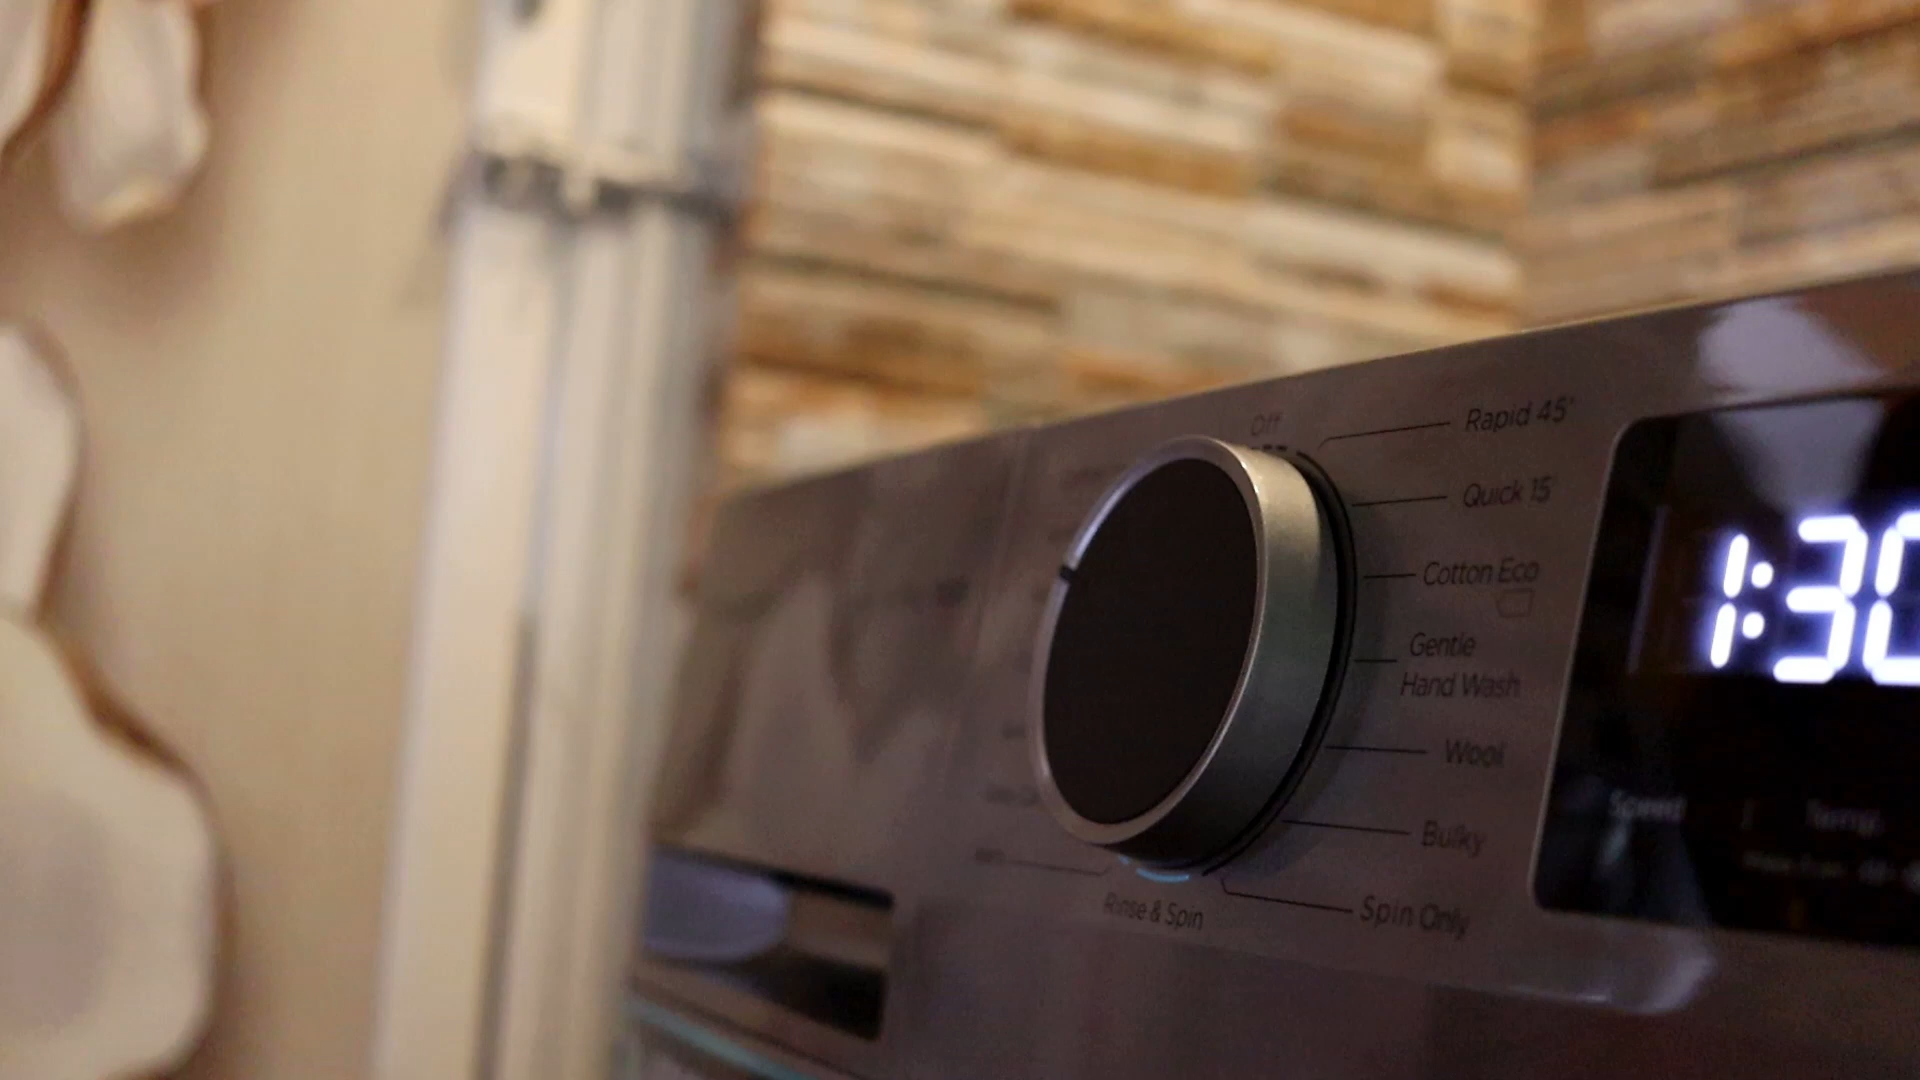 Off
Rapid 45'
Quick 15'
Cotton Eco
Gentle
Hand Wash
Wool
Bulky
Spin Only
Rinse & Spin
1:30
Speed
Temp.